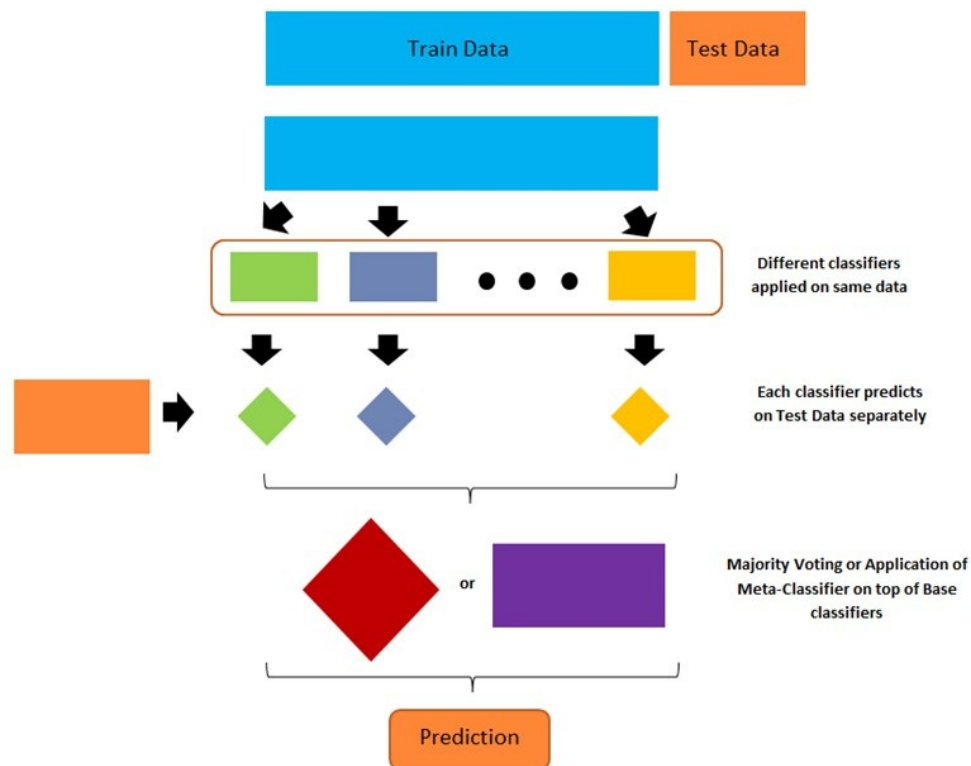 Train Data
Test Data
Different classifiers
applied on same data
Each classifier predicts
on Test Data separately
or
Majority Voting or Application of
Meta-Classifier on top of Base
classifiers
Prediction